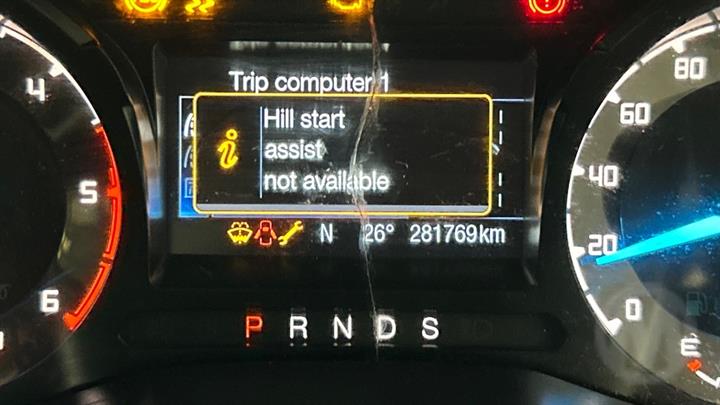 Trip computer 1
Hill start
assist
not available
N 26° 281769km
P R N D S
4
5
6
80
60
40
20
0
E